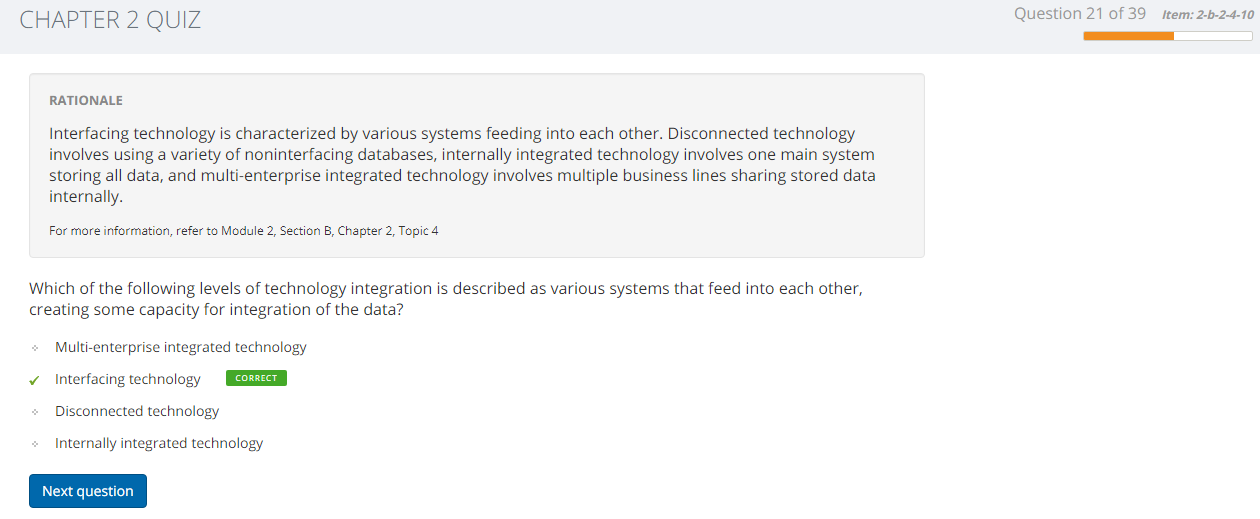 CHAPTER 2 QUIZ
Question 21 of 39 Item: 2-b-2-4-10
RATIONALE
Interfacing technology is characterized by various systems feeding into each other. Disconnected technology
involves using a variety of noninterfacing databases, internally integrated technology involves one main system
storing all data, and multi-enterprise integrated technology involves multiple business lines sharing stored data
internally.
For more information, refer to Module 2, Section B, Chapter 2, Topic 4
Which of the following levels of technology integration is described as various systems that feed into each other,
creating some capacity for integration of the data?
Multi-enterprise integrated technology
Interfacing technology CORRECT
Disconnected technology
Internally integrated technology
Next question